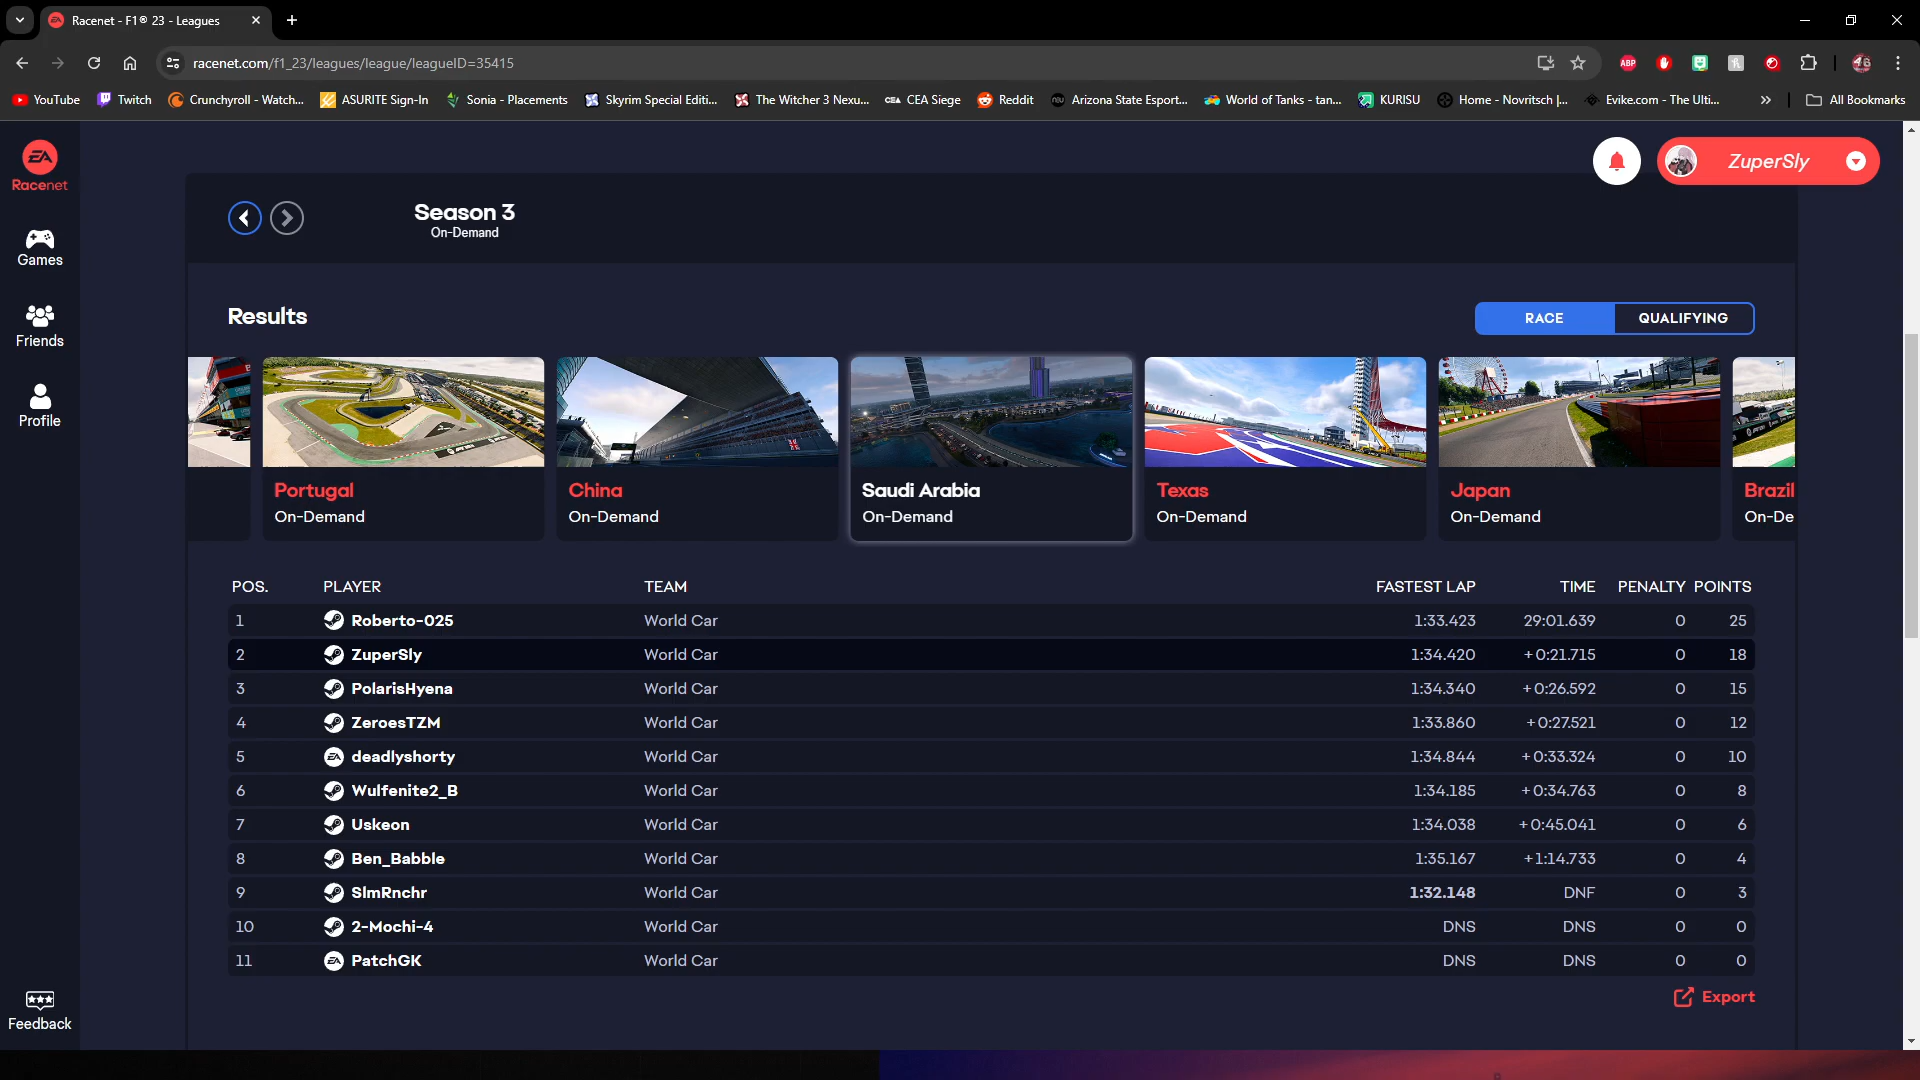 Racenet - F1® 23 - Leagues
racenet.com/f1_23/leagues/league/leagueID=35415
ABP
YouTube Twitch Crunchyroll - Watch... ASURITE Sign-In Sonia - Placements Skyrim Special Editi... The Witcher 3 Nexu... CEA CEA Siege Reddit Arizona State Esport... World of Tanks - tan... KURISU Home - Novritsch |... Evike.com - The Ulti... » All Bookmarks
EA
Racenet
Games
Friends
Profile
Feedback
ZuperSly
Season 3
On-Demand
Results
RACE QUALIFYING
Portugal China Saudi Arabia Texas Japan Brazil
On-Demand On-Demand On-Demand On-Demand On-Demand On-De
POS. PLAYER TEAM FASTEST LAP TIME PENALTY POINTS
1 Roberto-025 World Car 1:33.423 29:01.639 0 25
2 ZuperSly World Car 1:34.420 +0:21.715 0 18
3 PolarisHyena World Car 1:34.340 +0:26.592 0 15
4 ZeroesTZM World Car 1:33.860 +0:27.521 0 12
5 EA deadlyshorty World Car 1:34.844 +0:33.324 0 10
6 Wulfenite2_B World Car 1:34.185 +0:34.763 0 8
7 Uskeon World Car 1:34.038 +0:45.041 0 6
8 Ben_Babble World Car 1:35.167 +1:14.733 0 4
9 SlmRnchr World Car 1:32.148 DNF 0 3
10 2-Mochi-4 World Car DNS DNS 0 0
11 EA PatchGK World Car DNS DNS 0 0
Export